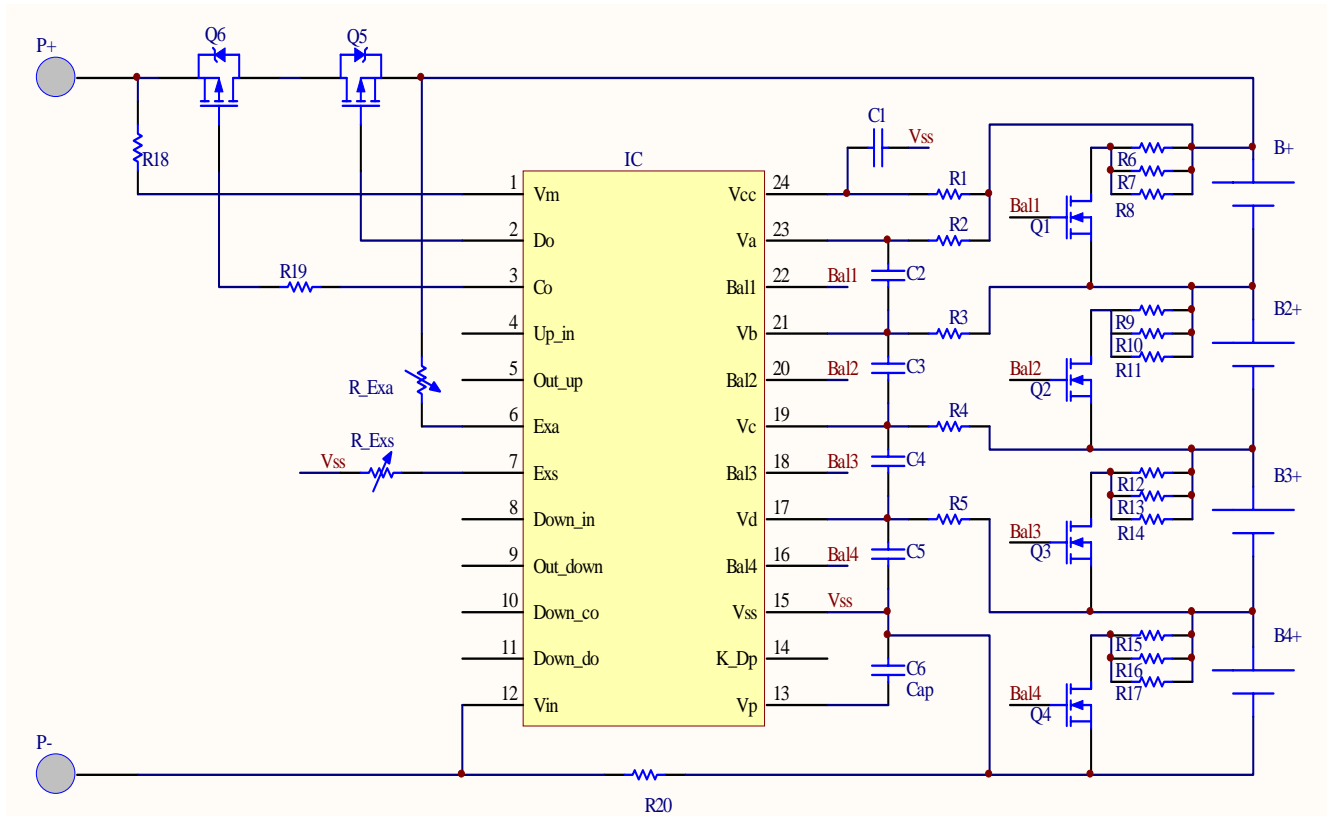 Q6 Q5
P+
C1
Vss
R18
IC
B+
R6
R7
R8
Bal1
Q1
1 Vm Vcc 24 R1
2 Do Va 23 R2
C2
3 Co Bal1 22 Bal1
R19
4 Up_in Vb 21 R3
B2+
R9
R10
R11
C3
5 Out_up Bal2 20 Bal2
Bal2
Q2
R_Exa
6 Exa Vc 19 R4
R_Exs
C4
Vss
7 Exs Bal3 18 Bal3
B3+
R12
R13
R14
8 Down_in Vd 17 R5
Bal3
Q3
C5
9 Out_down Bal4 16 Bal4
10 Down_co Vss 15 Vss
B4+
R15
R16
R17
11 Down_do K_Dp 14
C6
Cap
Bal4
Q4
12 Vin Vp 13
P-
R20